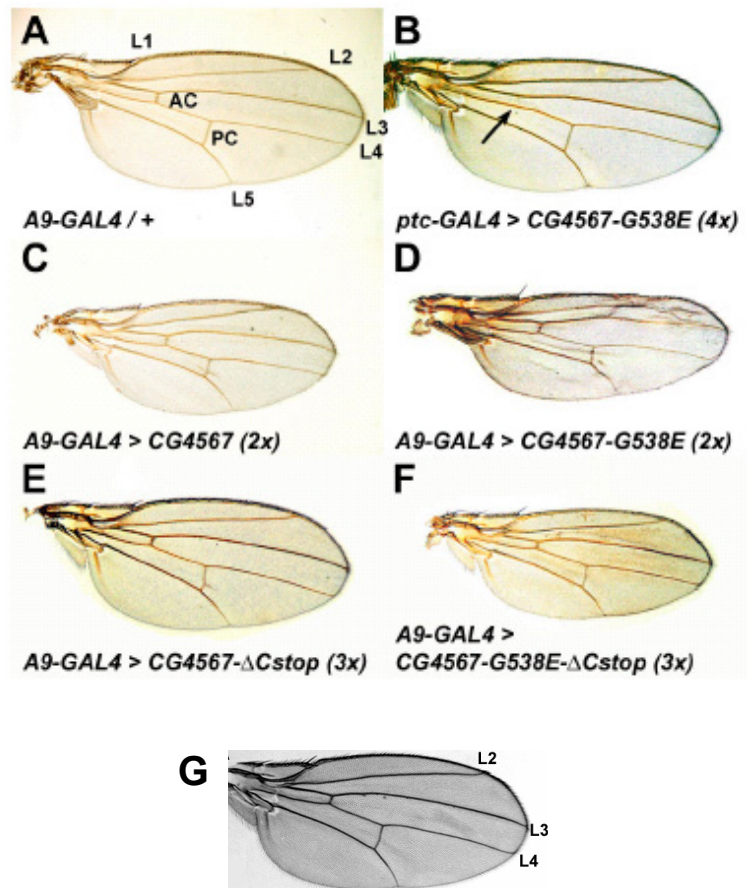 A
L1
L2
AC
PC
L3
L4
L5
A9-GAL4 / +
B
ptc-GAL4 > CG4567-G538E (4x)
C
A9-GAL4 > CG4567 (2x)
D
A9-GAL4 > CG4567-G538E (2x)
E
A9-GAL4 > CG4567-ΔCstop (3x)
F
A9-GAL4 >
CG4567-G538E-ΔCstop (3x)
G
L2
L3
L4